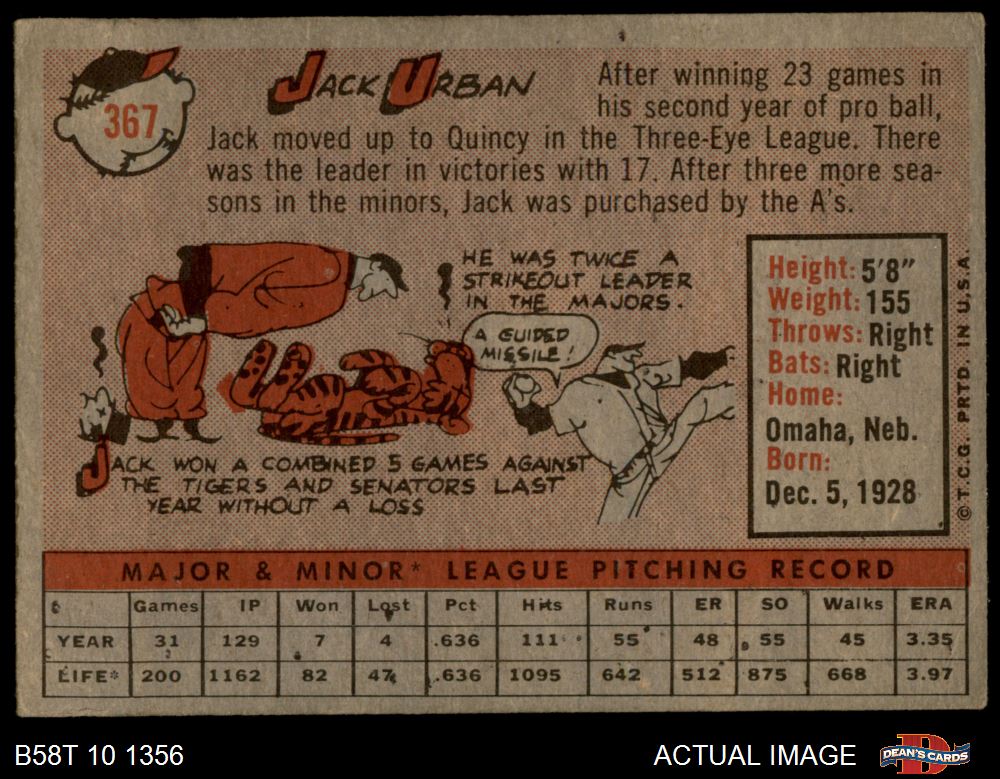 367
JACK URBAN
After winning 23 games in
his second year of pro ball,
Jack moved up to Quincy in the Three-Eye League. There
was the leader in victories with 17. After three more sea-
sons in the minors, Jack was purchased by the A's.
HE WAS TWICE A
STRIKEOUT LEADER
IN THE MAJORS.
A GUIDED
MISSILE!
JACK WON A COMBINED 5 GAMES AGAINST
THE TIGERS AND SENATORS LAST
YEAR WITHOUT A LOSS
Height: 5'8"
Weight: 155
Throws: Right
Bats: Right
Home:
Omaha, Neb.
Born:
Dec. 5, 1928
©T.C.G. PRTD. IN U.S.A.
MAJOR & MINOR* LEAGUE PITCHING RECORD
Games IP Won Lost Pct Hits Runs ER SO Walks ERA
YEAR 31 129 7 4 .636 111 55 48 55 45 3.35
LIFE* 200 1162 82 47 .636 1095 642 512 875 668 3.97
B58T 10 1356
ACTUAL IMAGE
D
DEAN'S CARDS